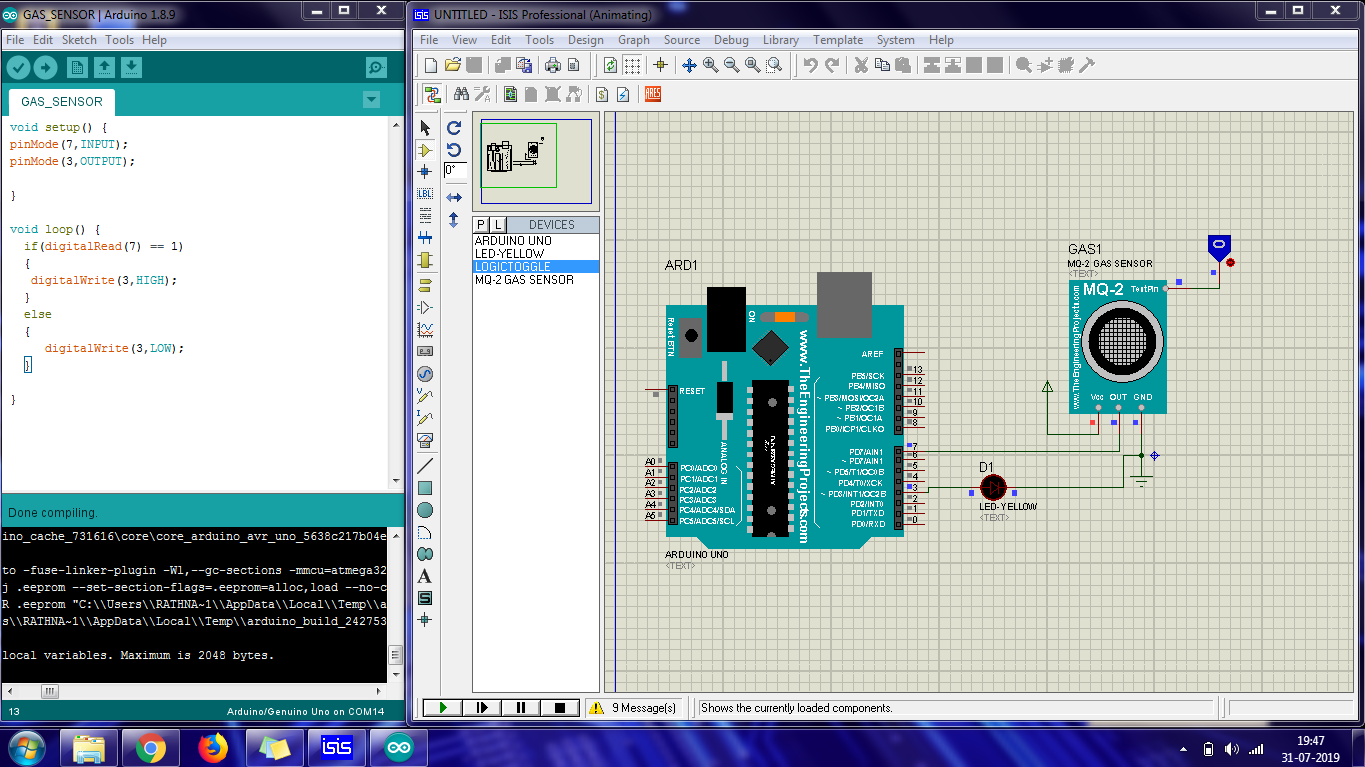 GAS_SENSOR | Arduino 1.8.9
File Edit Sketch Tools Help
GAS_SENSOR
void setup() {
pinMode(7,INPUT);
pinMode(3,OUTPUT);
}
void loop() {
if(digitalRead(7) == 1)
{
digitalWrite(3,HIGH);
}
else
{
digitalWrite(3,LOW);
}
}
Done compiling.
ino_cache_731616\core\core_arduino_avr_uno_5638c217b04e
to -fuse-linker-plugin -Wl,--gc-sections -mmcu=atmega32
j .eeprom --set-section-flags=.eeprom=alloc,load --no-c
R .eeprom "C:\\Users\\RATHNA~1\\AppData\\Local\\Temp\\a
s\\RATHNA~1\\AppData\\Local\\Temp\\arduino_build_242753
local variables. Maximum is 2048 bytes.
13
Arduino/Genuino Uno on COM14
isis UNTITLED - ISIS Professional (Animating)
File View Edit Tools Design Graph Source Debug Library Template System Help
ARES
LBL
0°
A
S
P L DEVICES
ARDUINO UNO
LED-YELLOW
LOGICTOGGLE
MQ-2 GAS SENSOR
ARD1
Reset BTN
ON
www.TheEngineeringProjects.com
ANALOG IN
RESET
AREF
PB5/SCK
PB4/MISO
~ PB3/MOSI/OC2A
~ PB2/OC1B
~ PB1/OC1A
PB0/ICP1/CLKO
13
12
11
10
9
8
PD7/AIN1
~ PD7/AIN1
~ PD5/T1/OC0B
PD4/T0/XCK
~ PD3/INT1/OC2B
PD2/INT0
PD1/TXD
PD0/RXD
7
6
5
4
3
2
1
0
A0
A1
A2
A3
A4
A5
PC0/ADC0
PC1/ADC1
PC2/ADC2
PC3/ADC3
PC4/ADC4/SDA
PC5/ADC5/SCL
ARDUINO UNO
<TEXT>
D1
LED-YELLOW
<TEXT>
GAS1
MQ-2 GAS SENSOR
<TEXT>
0
MQ-2 TestPin
www.TheEngineeringProjects.com
Vcc OUT GND
9 Message(s)
Shows the currently loaded components.
isis
19:47
31-07-2019